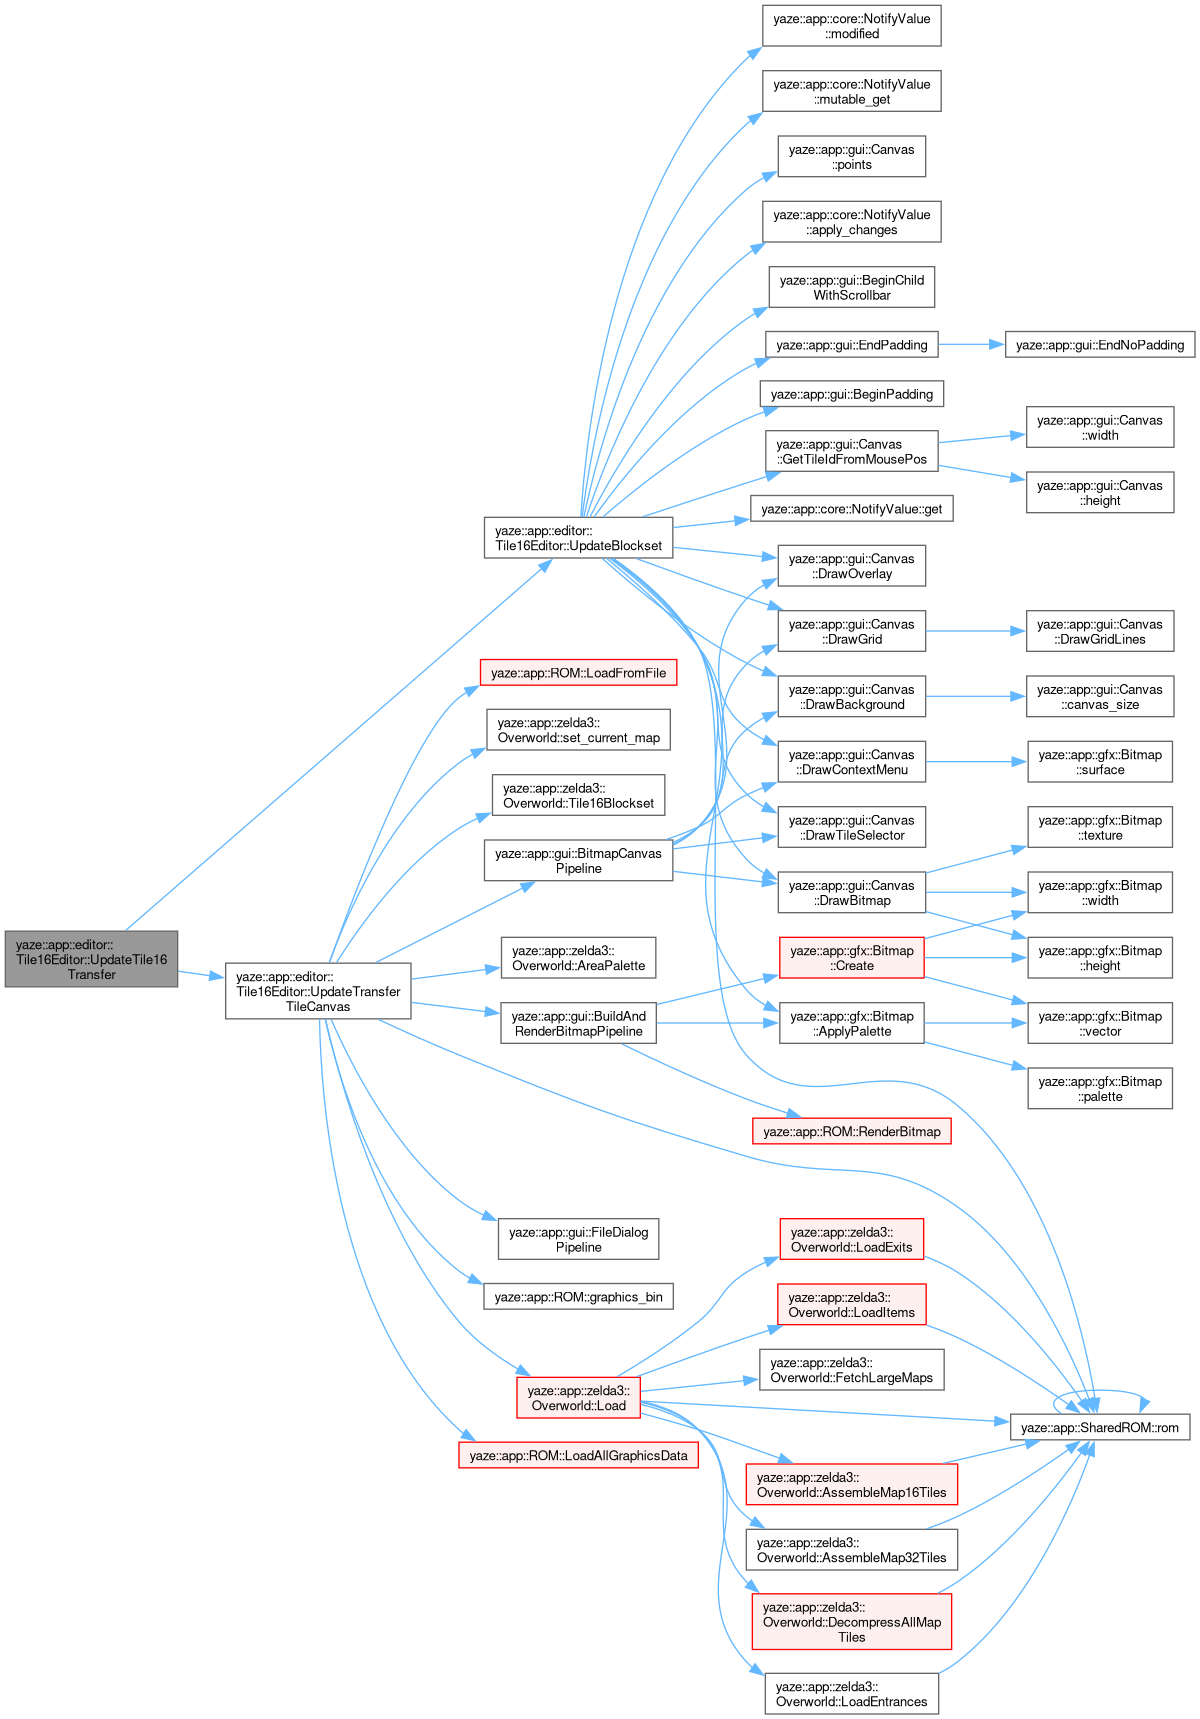 yaze::app::core::NotifyValue
::modified
yaze::app::core::NotifyValue
::mutable_get
yaze::app::gui::Canvas
::points
yaze::app::core::NotifyValue
::apply_changes
yaze::app::gui::BeginChild
WithScrollbar
yaze::app::gui::EndPadding
yaze::app::gui::EndNoPadding
yaze::app::gui::BeginPadding
yaze::app::gui::Canvas
::GetTileIdFromMousePos
yaze::app::gui::Canvas
::width
yaze::app::gui::Canvas
::height
yaze::app::core::NotifyValue::get
yaze::app::editor::
Tile16Editor::UpdateBlockset
yaze::app::gui::Canvas
::DrawOverlay
yaze::app::gui::Canvas
::DrawGrid
yaze::app::gui::Canvas
::DrawGridLines
yaze::app::ROM::LoadFromFile
yaze::app::gui::Canvas
::DrawBackground
yaze::app::gui::Canvas
::canvas_size
yaze::app::zelda3::
Overworld::set_current_map
yaze::app::gui::Canvas
::DrawContextMenu
yaze::app::gfx::Bitmap
::surface
yaze::app::zelda3::
Overworld::Tile16Blockset
yaze::app::gui::Canvas
::DrawTileSelector
yaze::app::gfx::Bitmap
::texture
yaze::app::gui::BitmapCanvas
Pipeline
yaze::app::gui::Canvas
::DrawBitmap
yaze::app::gfx::Bitmap
::width
yaze::app::editor::
Tile16Editor::UpdateTile16
Transfer
yaze::app::zelda3::
Overworld::AreaPalette
yaze::app::gfx::Bitmap
::Create
yaze::app::gfx::Bitmap
::height
yaze::app::editor::
Tile16Editor::UpdateTransfer
TileCanvas
yaze::app::gui::BuildAnd
RenderBitmapPipeline
yaze::app::gfx::Bitmap
::ApplyPalette
yaze::app::gfx::Bitmap
::vector
yaze::app::gfx::Bitmap
::palette
yaze::app::ROM::RenderBitmap
yaze::app::gui::FileDialog
Pipeline
yaze::app::zelda3::
Overworld::LoadExits
yaze::app::ROM::graphics_bin
yaze::app::zelda3::
Overworld::LoadItems
yaze::app::zelda3::
Overworld::FetchLargeMaps
yaze::app::zelda3::
Overworld::Load
yaze::app::SharedROM::rom
yaze::app::ROM::LoadAllGraphicsData
yaze::app::zelda3::
Overworld::AssembleMap16Tiles
yaze::app::zelda3::
Overworld::AssembleMap32Tiles
yaze::app::zelda3::
Overworld::DecompressAllMap
Tiles
yaze::app::zelda3::
Overworld::LoadEntrances